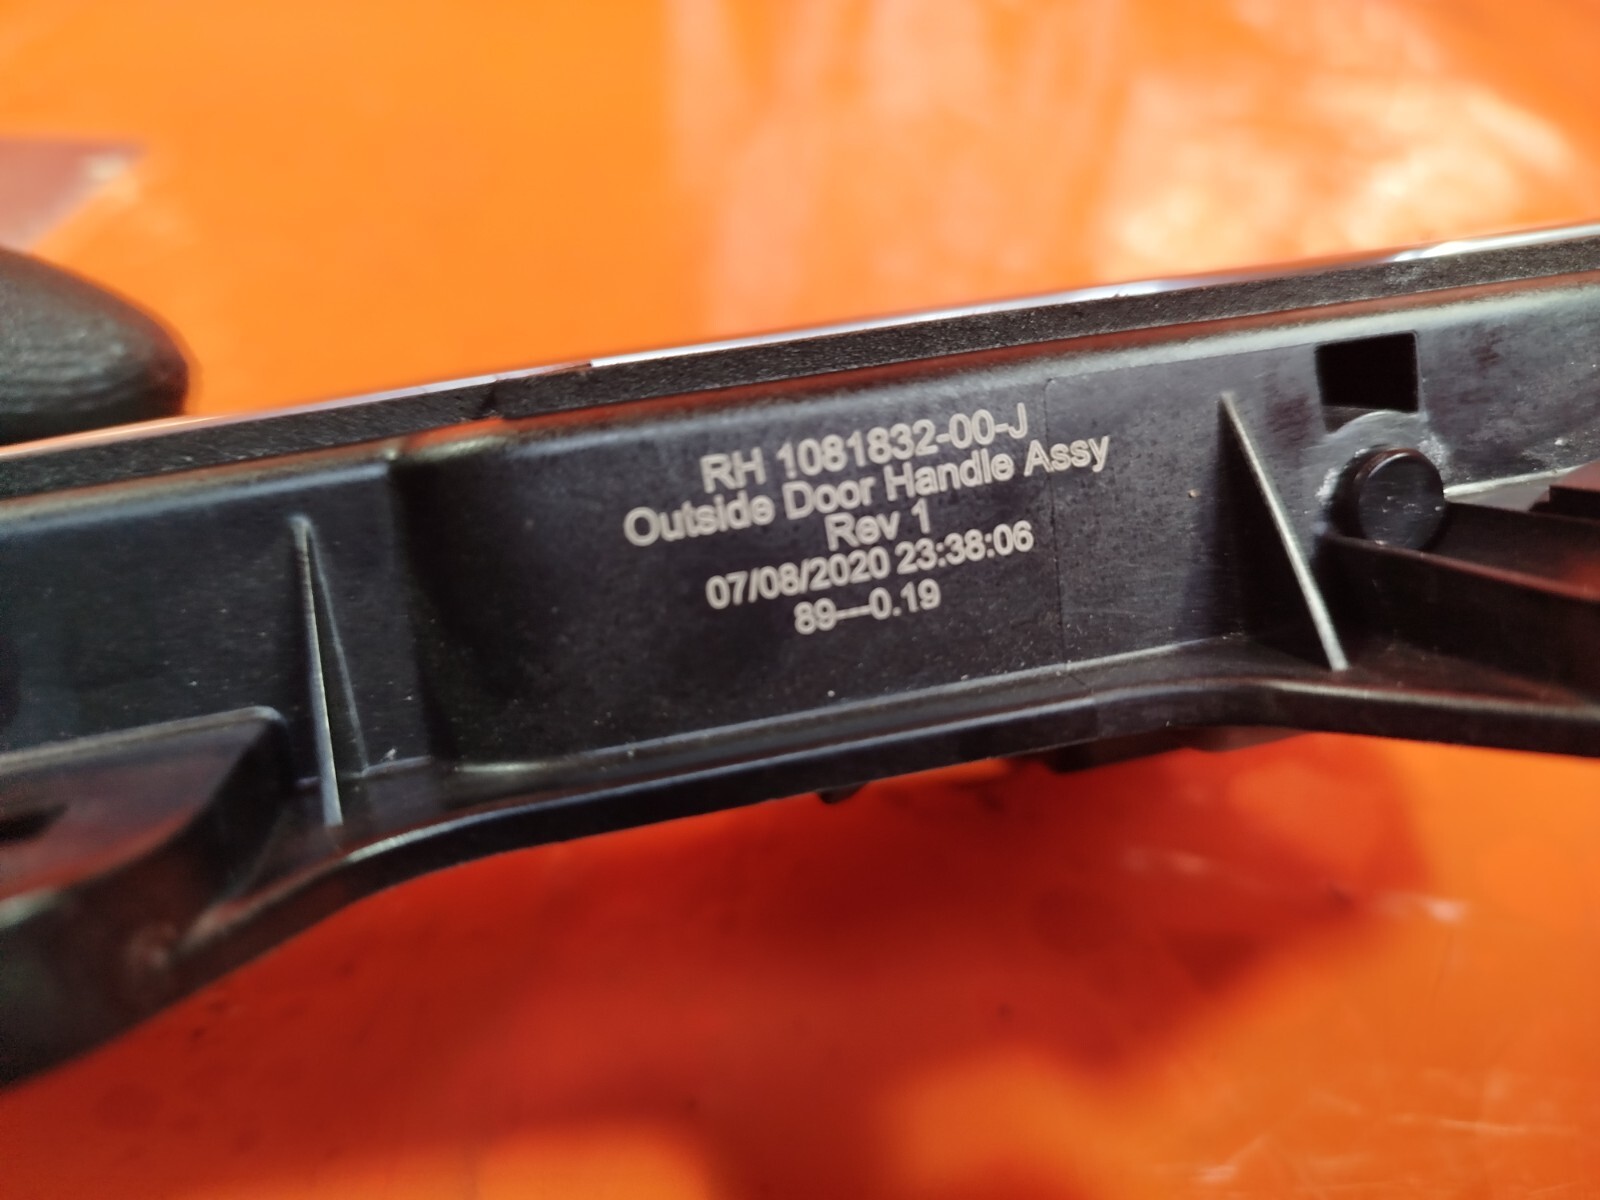 RH 1081832-00-J
Outside Door Handle Assy
Rev 1
07/08/2020 23:38:06
89---0.19